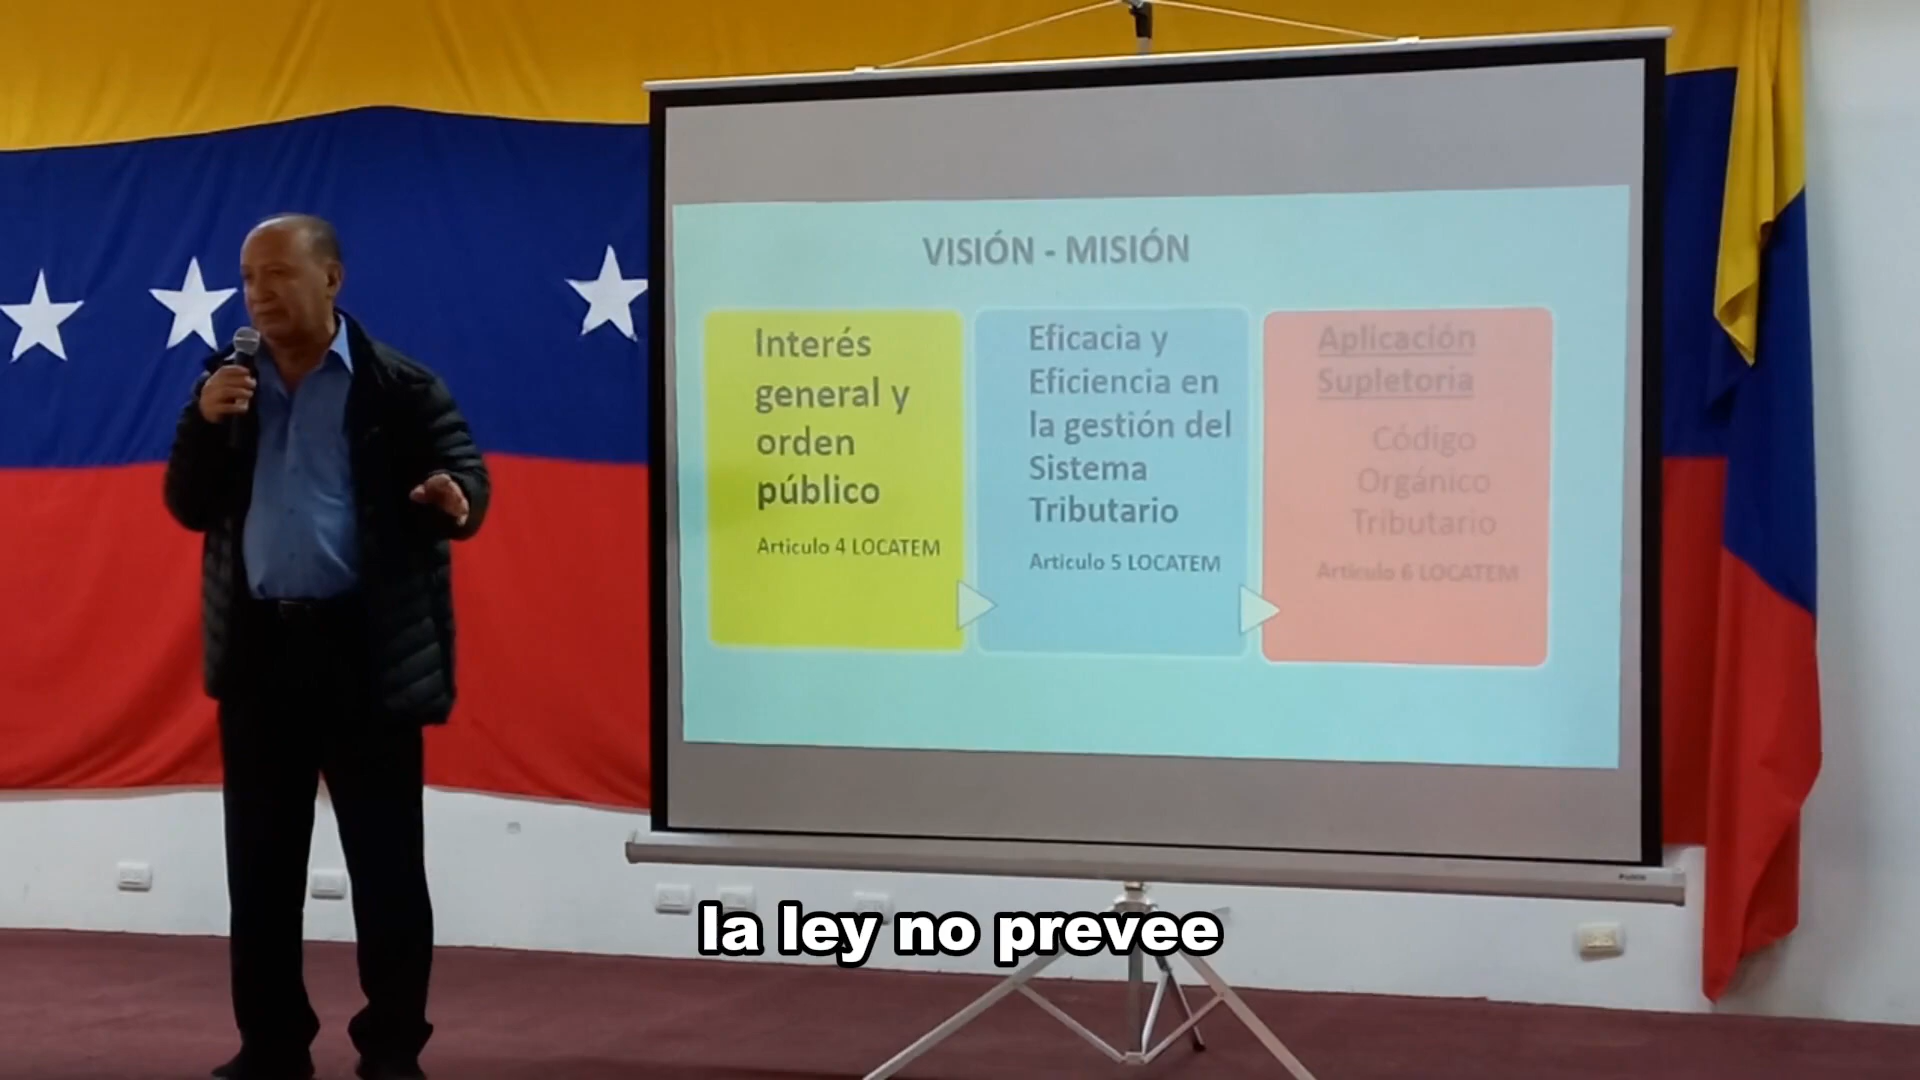 VISIÓN - MISIÓN
Interés
general y
orden
público
Articulo 4 LOCATEM
Eficacia y
Eficiencia en
la gestión del
Sistema
Tributario
Articulo 5 LOCATEM
Aplicación
Supletoria
Código
Orgánico
Tributario
Articulo 6 LOCATEM
la ley no prevee